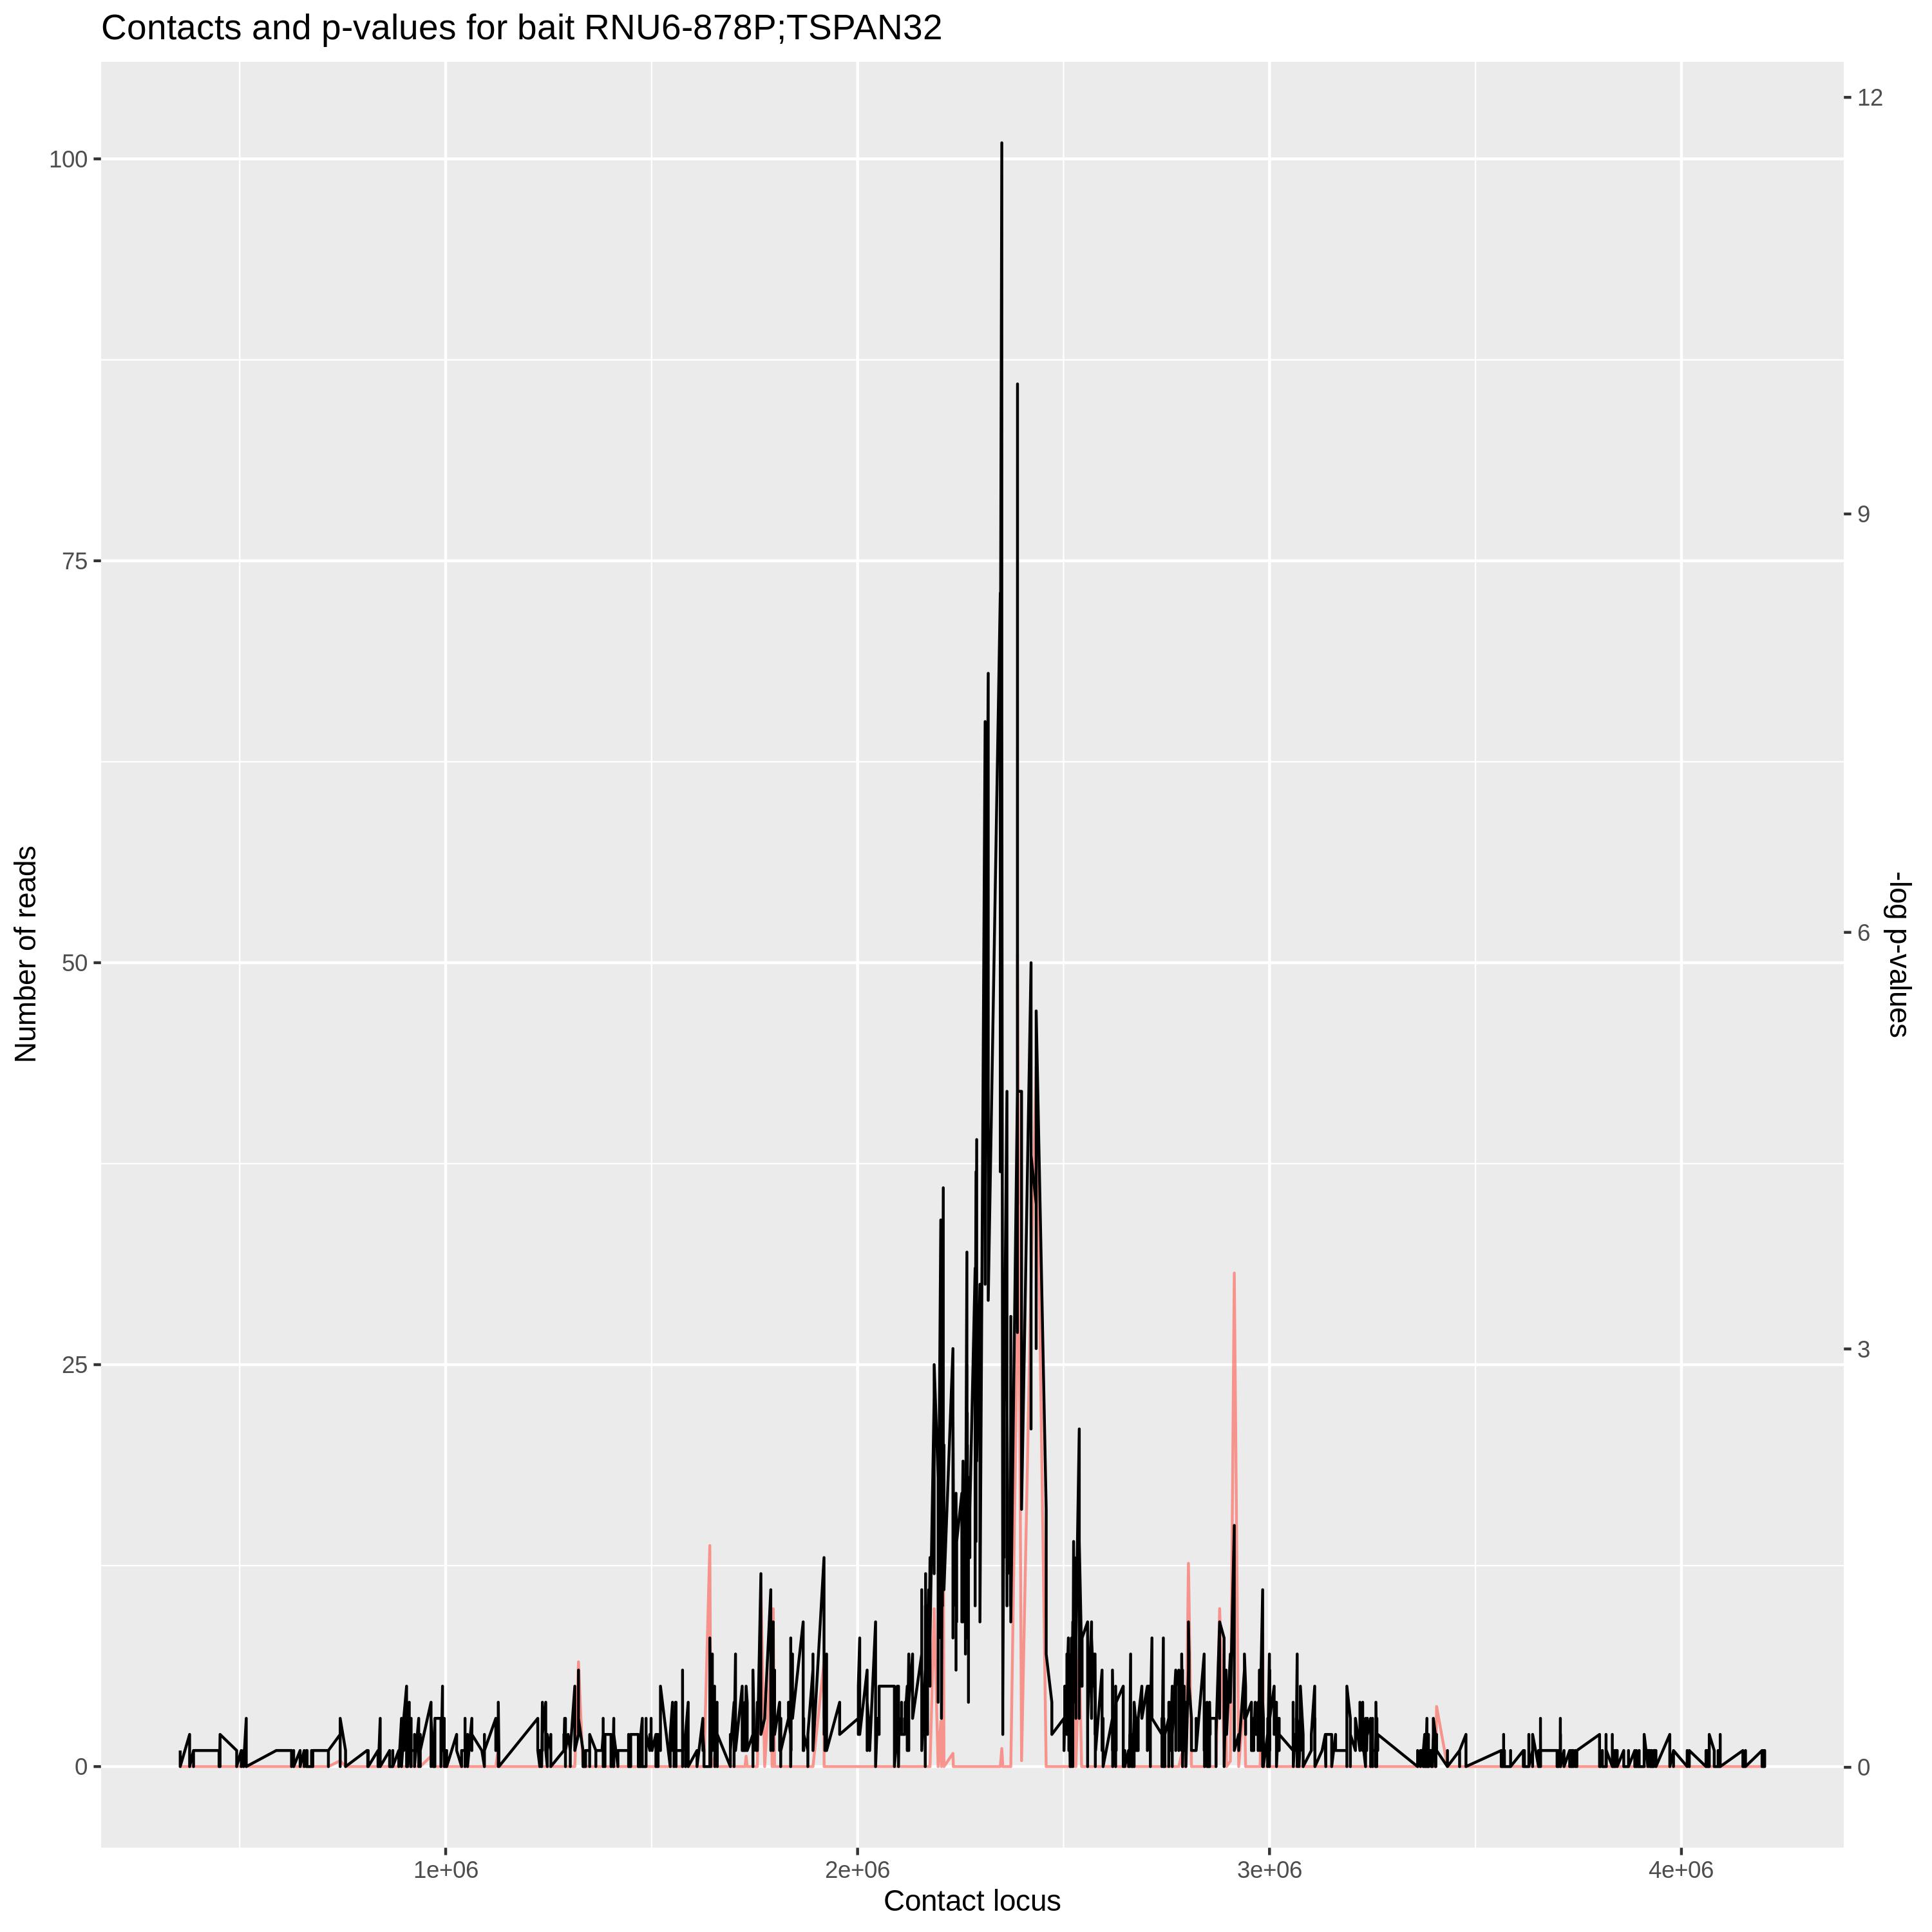 Contacts and p-values for bait RNU6-878P;TSPAN32
100
75
50
25
0
Number of reads
12
9
6
3
0
-log p-values
1e+06
2e+06
3e+06
4e+06
Contact locus